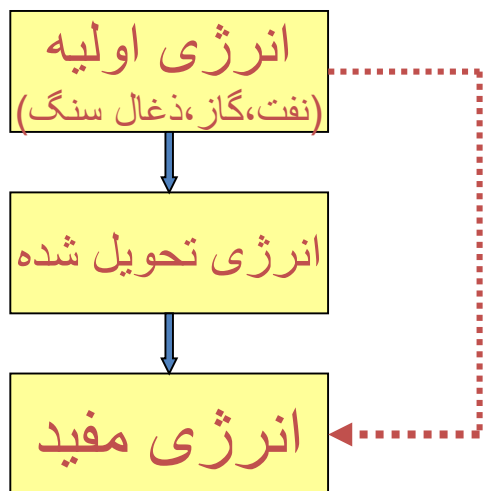 انرژی اولیه
(نفت،گاز،ذغال سنگ)
انرژی تحویل شده
انرژی مفید